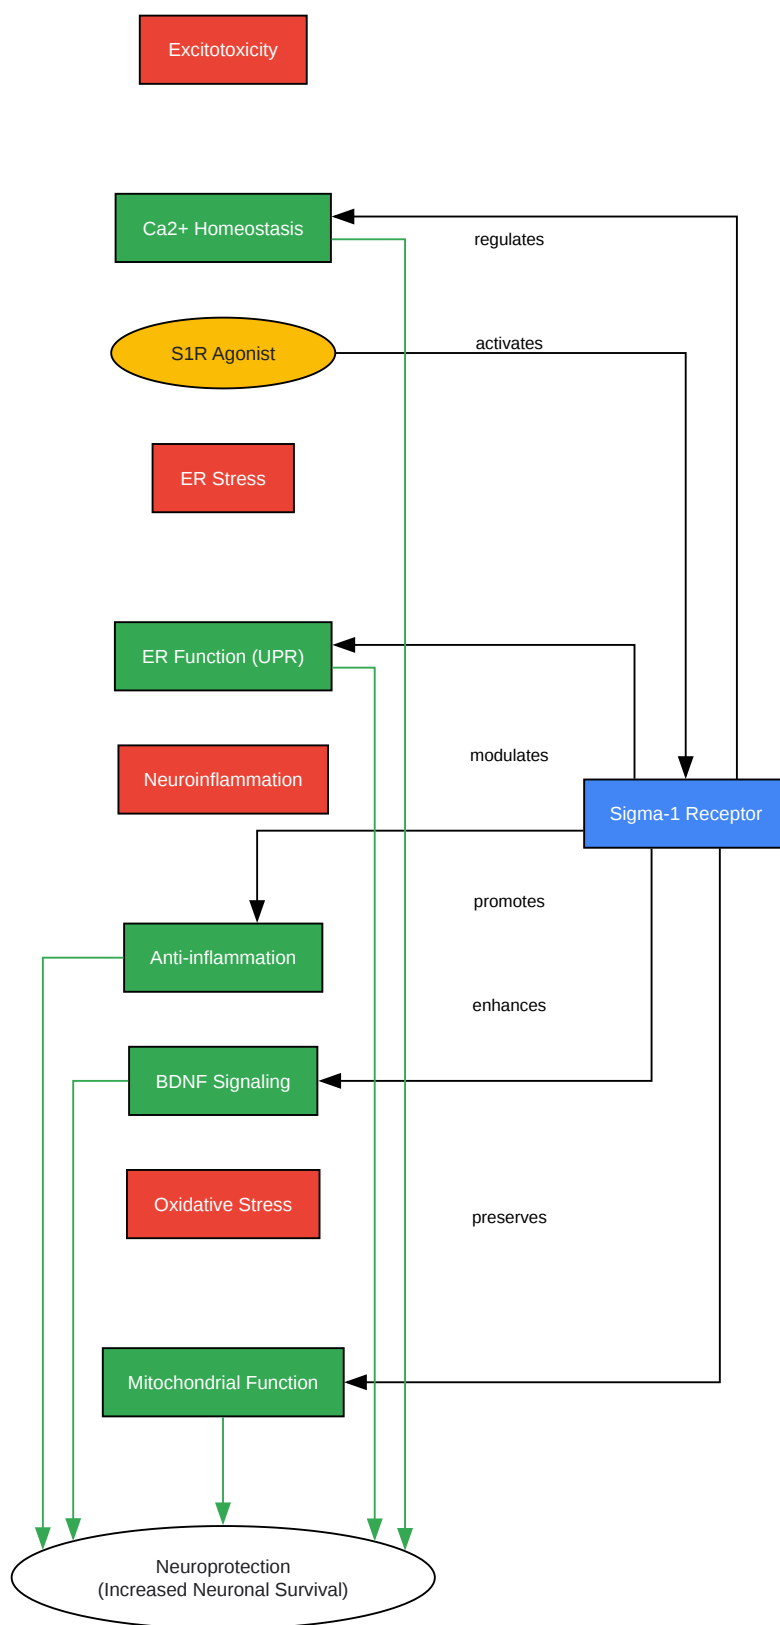 Excitotoxicity
Ca2+ Homeostasis
regulates
activates
S1R Agonist
ER Stress
ER Function (UPR)
modulates
Neuroinflammation
Sigma-1 Receptor
promotes
Anti-inflammation
enhances
BDNF Signaling
Oxidative Stress
preserves
Mitochondrial Function
Neuroprotection
(Increased Neuronal Survival)